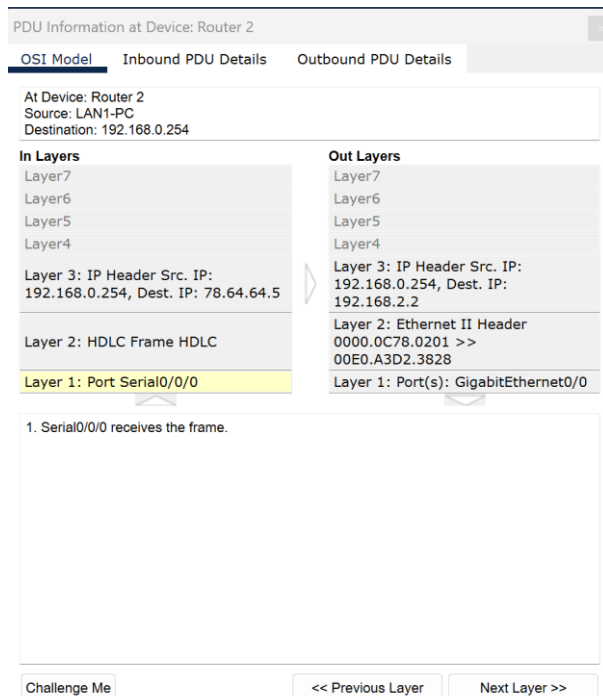 PDU Information at Device: Router 2
OSI Model Inbound PDU Details Outbound PDU Details
At Device: Router 2
Source: LAN1-PC
Destination: 192.168.0.254
In Layers
Layer7
Layer6
Layer5
Layer4
Layer 3: IP Header Src. IP:
192.168.0.254, Dest. IP: 78.64.64.5
Layer 2: HDLC Frame HDLC
Layer 1: Port Serial0/0/0
Out Layers
Layer7
Layer6
Layer5
Layer4
Layer 3: IP Header Src. IP:
192.168.0.254, Dest. IP:
192.168.2.2
Layer 2: Ethernet II Header
0000.0C78.0201 >>
00E0.A3D2.3828
Layer 1: Port(s): GigabitEthernet0/0
1. Serial0/0/0 receives the frame.
Challenge Me << Previous Layer Next Layer >>